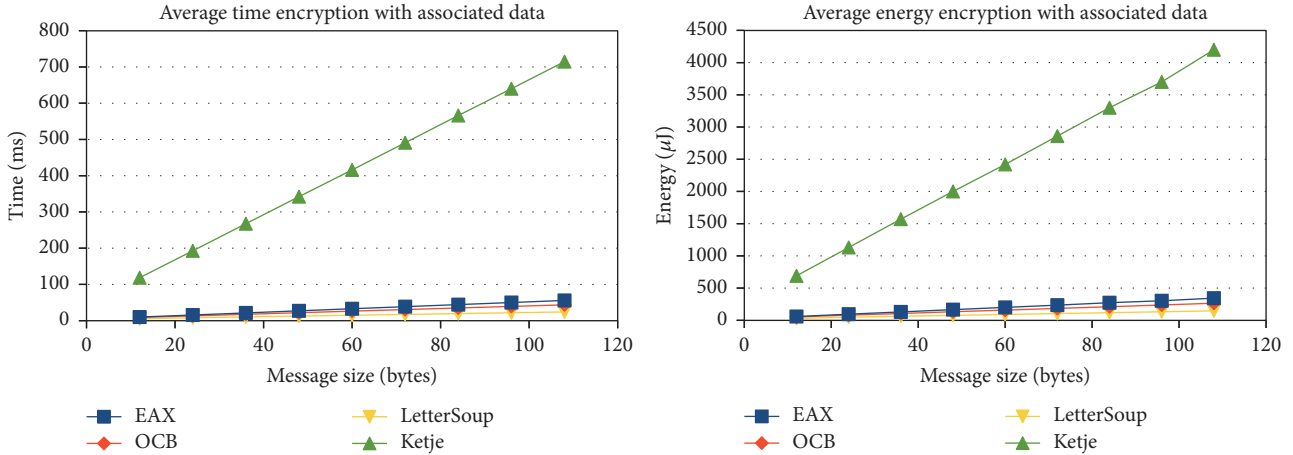 Average time encryption with associated data
800
700
600
500
400
300
200
100
0
Time (ms)
0 20 40 60 80 100 120
Message size (bytes)
EAX
OCB
LetterSoup
Ketje
Average energy encryption with associated data
4500
4000
3500
3000
2500
2000
1500
1000
500
0
Energy (μJ)
0 20 40 60 80 100 120
Message size (bytes)
EAX
OCB
LetterSoup
Ketje